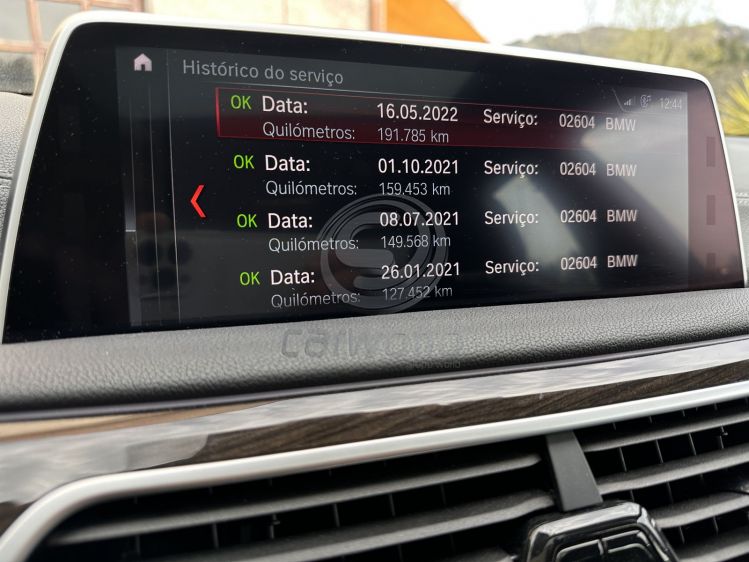 Histórico do serviço
12:44
OK Data: 16.05.2022 Serviço: 02604 BMW
Quilómetros: 191.785 km
OK Data: 01.10.2021 Serviço: 02604 BMW
Quilómetros: 159.453 km
OK Data: 08.07.2021 Serviço: 02604 BMW
Quilómetros: 149.568 km
OK Data: 26.01.2021 Serviço: 02604 BMW
Quilómetros: 127.452 km
carworld